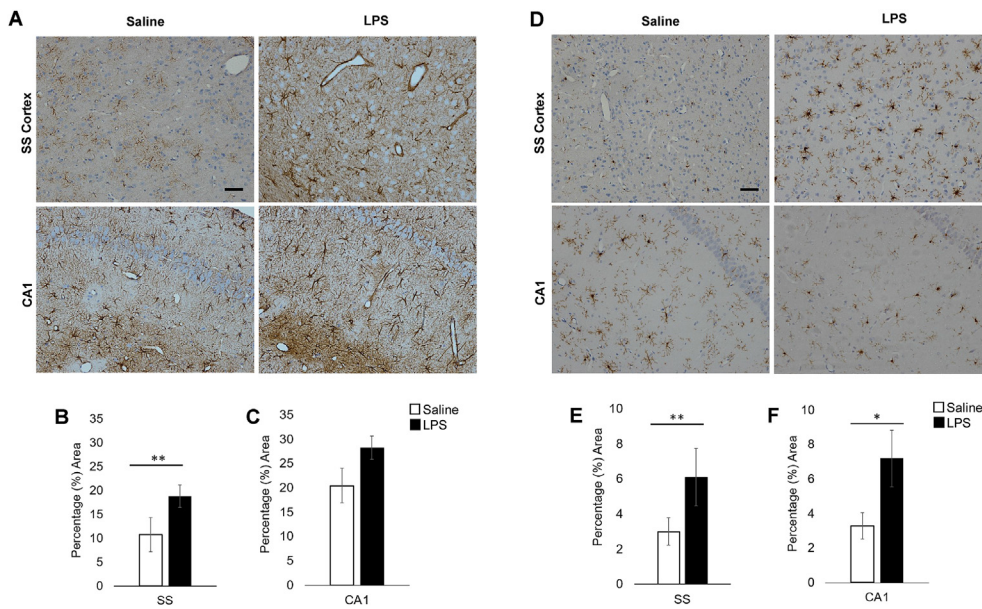 A
Saline
LPS
SS Cortex
CA1
B
35
30
25
20
15
10
5
0
Percentage (%) Area
**
SS
C
35
30
25
20
15
10
5
0
Percentage (%) Area
CA1
Saline
LPS
D
Saline
LPS
SS Cortex
CA1
E
10
8
6
4
2
0
Percentage (%) Area
**
SS
F
10
8
6
4
2
0
Percentage (%) Area
*
CA1
Saline
LPS